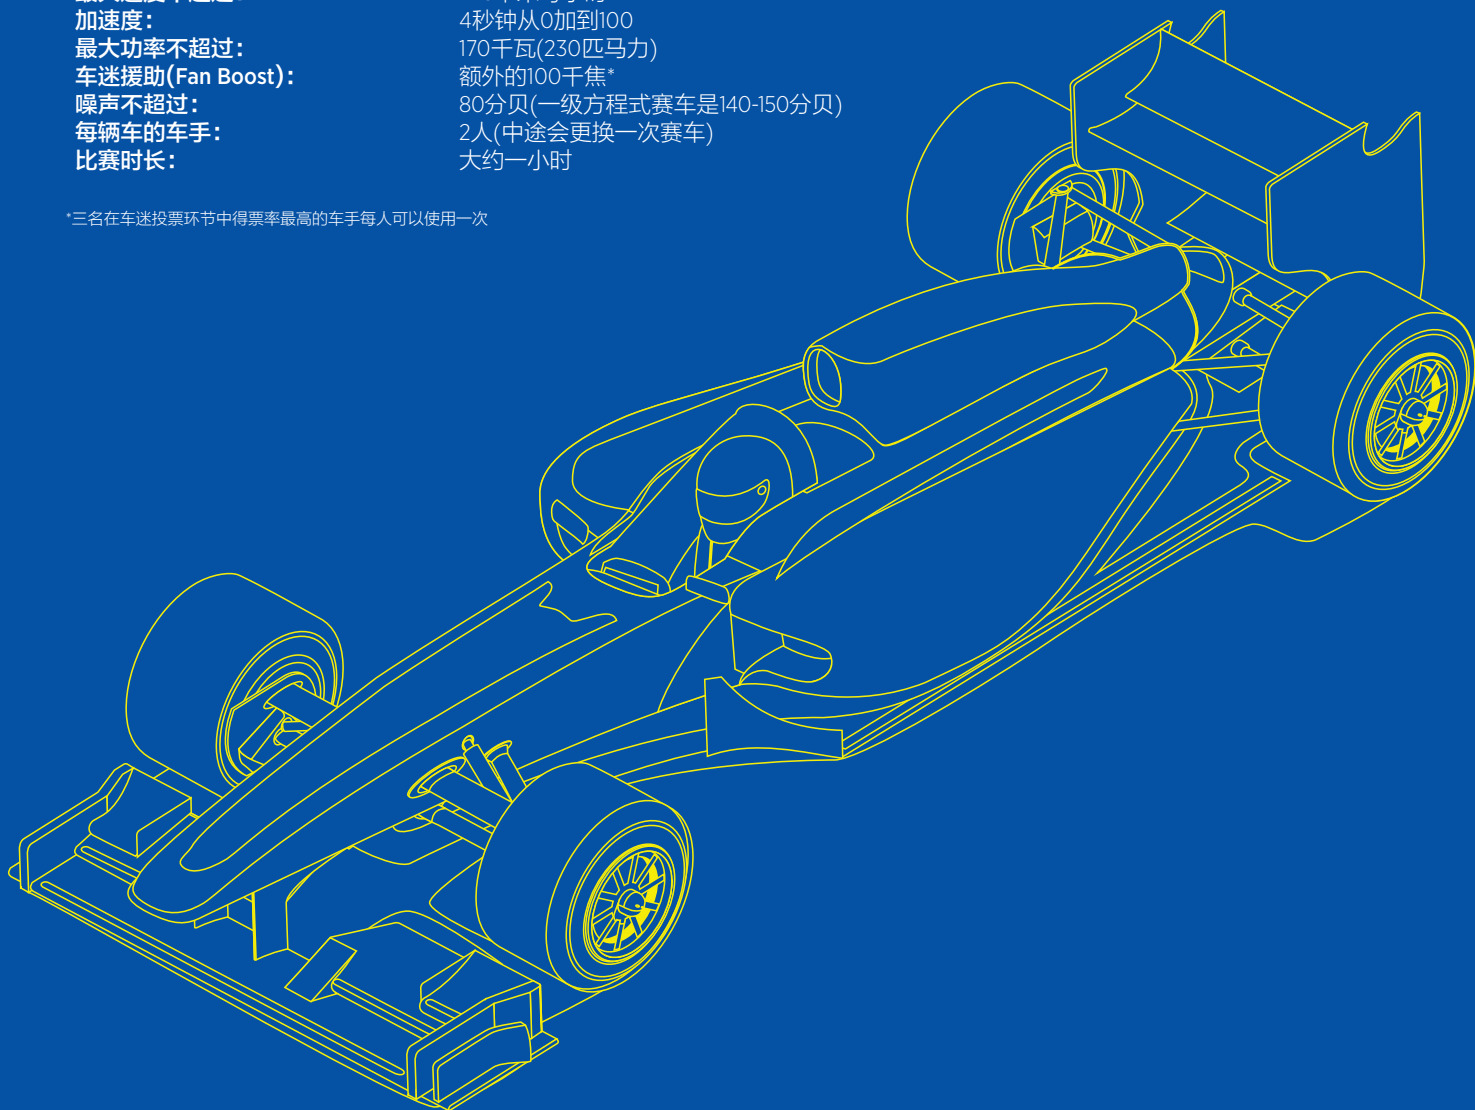 加速度： 4秒钟从0加到100
最大功率不超过： 170千瓦(230匹马力)
车迷援助(Fan Boost)： 额外的100千焦*
噪声不超过： 80分贝(一级方程式赛车是140-150分贝)
每辆车的车手： 2人(中途会更换一次赛车)
比赛时长： 大约一小时
*三名在车迷投票环节中得票率最高的车手每人可以使用一次